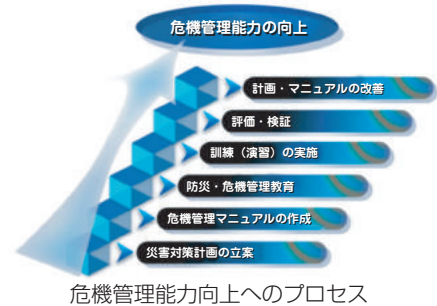 危機管理能力の向上
計画・マニュアルの改善
評価・検証
訓練（演習）の実施
防災・危機管理教育
危機管理マニュアルの作成
災害対策計画の立案
危機管理能力向上へのプロセス